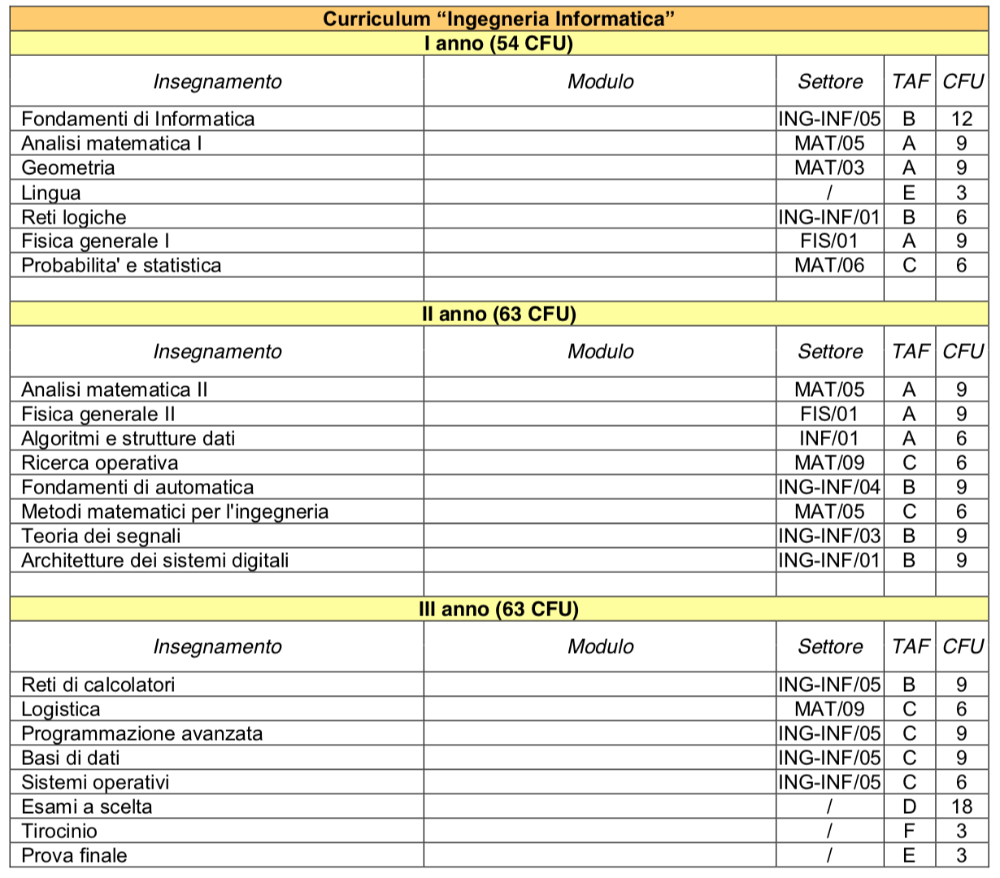 Curriculum “Ingegneria Informatica”
I anno (54 CFU)
Insegnamento Modulo Settore TAF CFU
Fondamenti di Informatica ING-INF/05 B 12
Analisi matematica I MAT/05 A 9
Geometria MAT/03 A 9
Lingua / E 3
Reti logiche ING-INF/01 B 6
Fisica generale I FIS/01 A 9
Probabilita' e statistica MAT/06 C 6
II anno (63 CFU)
Insegnamento Modulo Settore TAF CFU
Analisi matematica II MAT/05 A 9
Fisica generale II FIS/01 A 9
Algoritmi e strutture dati INF/01 A 6
Ricerca operativa MAT/09 C 6
Fondamenti di automatica ING-INF/04 B 9
Metodi matematici per l'ingegneria MAT/05 C 6
Teoria dei segnali ING-INF/03 B 9
Architetture dei sistemi digitali ING-INF/01 B 9
III anno (63 CFU)
Insegnamento Modulo Settore TAF CFU
Reti di calcolatori ING-INF/05 B 9
Logistica MAT/09 C 6
Programmazione avanzata ING-INF/05 C 9
Basi di dati ING-INF/05 C 9
Sistemi operativi ING-INF/05 C 6
Esami a scelta / D 18
Tirocinio / F 3
Prova finale / E 3